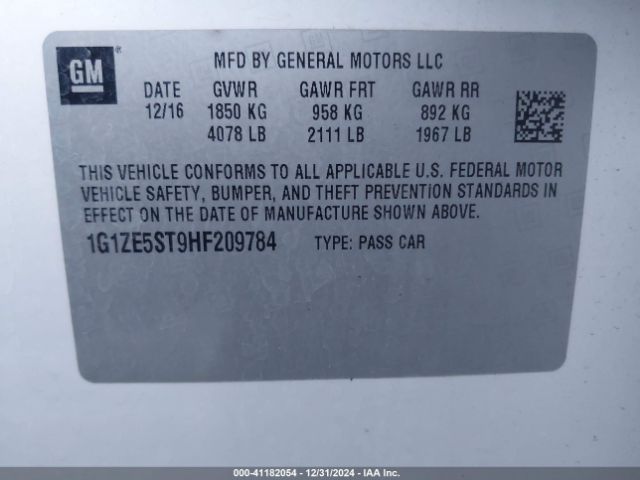 GM® MFD BY GENERAL MOTORS LLC
DATE GVWR GAWR FRT GAWR RR
12/16 1850 KG 958 KG 892 KG
4078 LB 2111 LB 1967 LB
THIS VEHICLE CONFORMS TO ALL APPLICABLE U.S. FEDERAL MOTOR
VEHICLE SAFETY, BUMPER, AND THEFT PREVENTION STANDARDS IN
EFFECT ON THE DATE OF MANUFACTURE SHOWN ABOVE.
1G1ZE5ST9HF209784 TYPE: PASS CAR
000-41182054 - 12/31/2024 - IAA Inc.